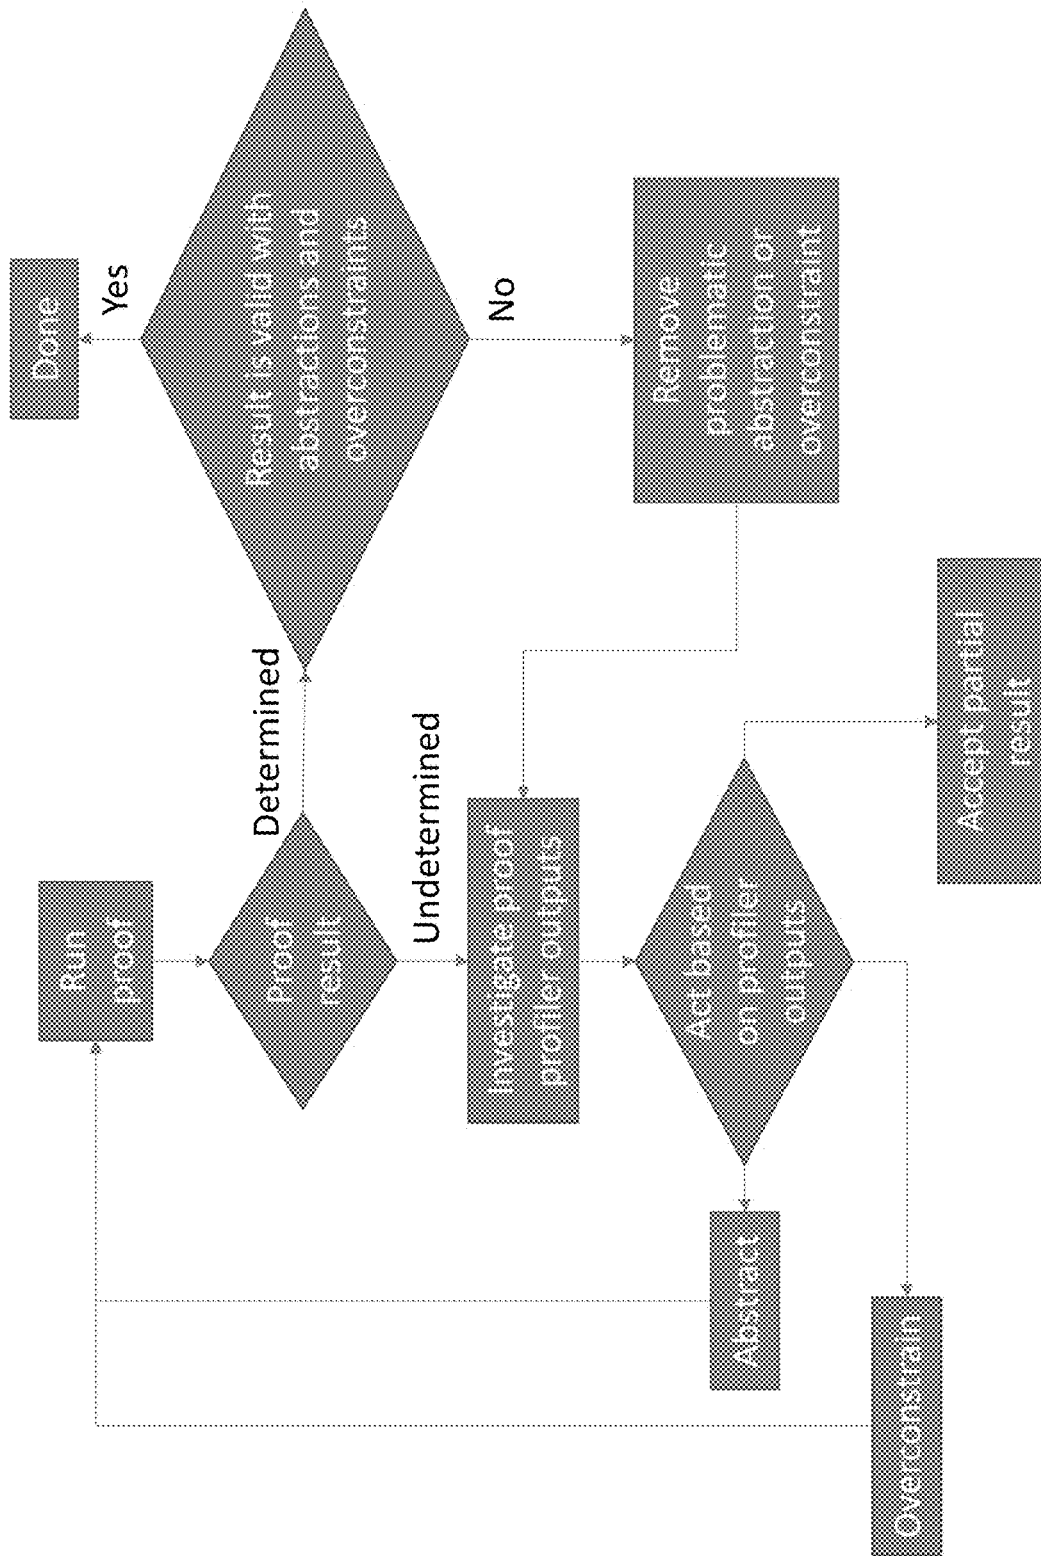 Run
proof
Proof
result
Determined
Undetermined
Result is valid with
abstractions and
overconstraints
Yes
Done
No
Remove
problematic
abstraction or
overconstraint
Investigate proof
profiler outputs
Act based
on profiler
outputs
Abstract
Overconstrain
Accept partial
result